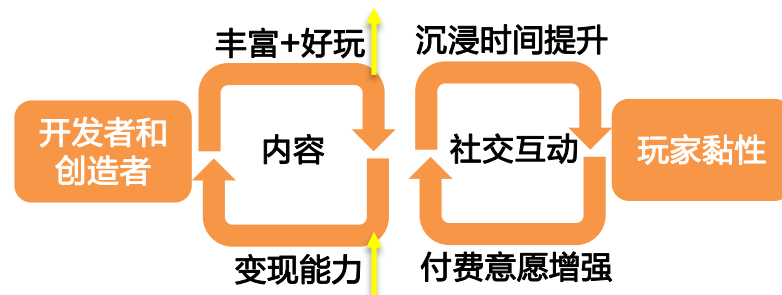 丰富+好玩
沉浸时间提升
开发者和
创造者
内容
社交互动
玩家黏性
变现能力
付费意愿增强